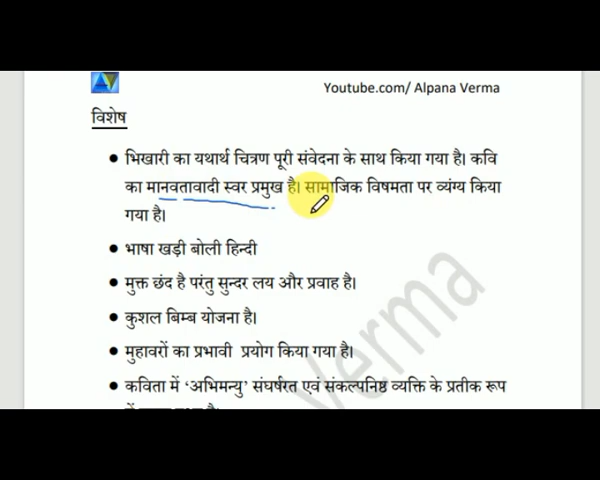 Youtube.com/ Alpana Verma
विशेष
• भिखारी का यथार्थ चित्रण पूरी संवेदना के साथ किया गया है। कवि
का मानवतावादी स्वर प्रमुख है। सामाजिक विषमता पर व्यंग्य किया
गया है।
• भाषा खड़ी बोली हिन्दी
• मुक्त छंद है परंतु सुन्दर लय और प्रवाह है।
• कुशल बिम्ब योजना है।
• मुहावरों का प्रभावी प्रयोग किया गया है।
• कविता में ‘अभिमन्यु’ संघर्षरत एवं संकल्पनिष्ठ व्यक्ति के प्रतीक रूप
Verma